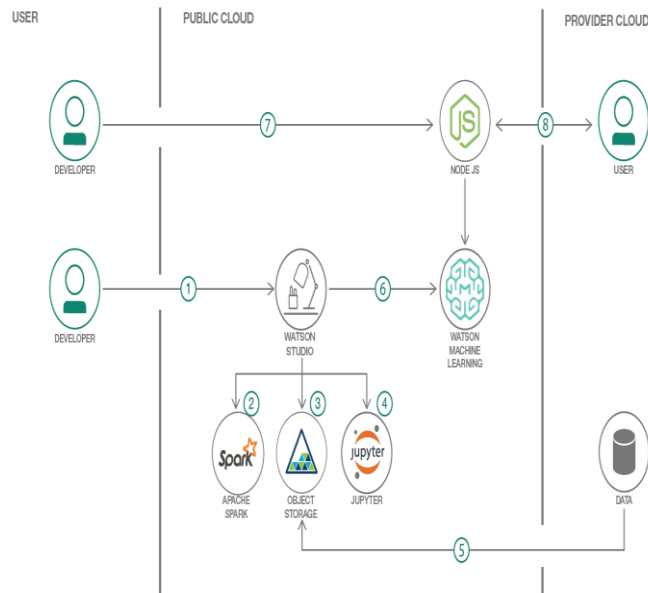 USER
PUBLIC CLOUD
PROVIDER CLOUD
JS
7
8
DEVELOPER
NODE JS
USER
1
6
M
DEVELOPER
WATSON
STUDIO
WATSON
MACHINE
LEARNING
2
3
4
Spark
jupyter
APACHE
SPARK
OBJECT
STORAGE
JUPYTER
DATA
5